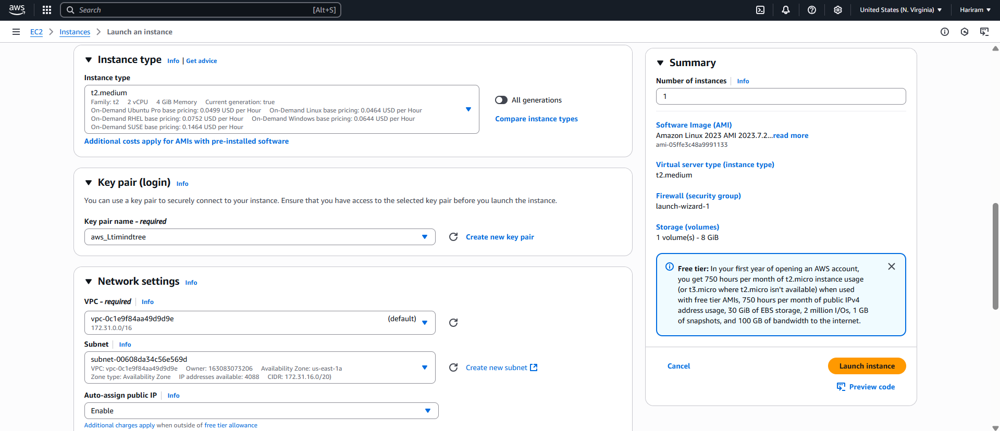 aws
Search [Alt+S]
United States (N. Virginia)
Hariram
EC2 Instances Launch an instance
Instance type Info | Get advice
Instance type
t2.medium
Family: t2 2 vCPU 4 GiB Memory Current generation: true
On-Demand Ubuntu Pro base pricing: 0.0499 USD per Hour On-Demand Linux base pricing: 0.0464 USD per Hour
On-Demand RHEL base pricing: 0.0752 USD per Hour On-Demand Windows base pricing: 0.0644 USD per Hour
On-Demand SUSE base pricing: 0.1464 USD per Hour
All generations
Compare instance types
Additional costs apply for AMIs with pre-installed software
Key pair (login) Info
You can use a key pair to securely connect to your instance. Ensure that you have access to the selected key pair before you launch the instance.
Key pair name - required
aws_Ltimindtree
Create new key pair
Network settings Info
VPC - required Info
vpc-0c1e9f84aa49d9d9e (default)
172.31.0.0/16
Subnet Info
subnet-00608da34c56e569d
VPC: vpc-0c1e9f84aa49d9d9e Owner: 163083073206 Availability Zone: us-east-1a
Zone type: Availability Zone IP addresses available: 4088 CIDR: 172.31.16.0/20)
Create new subnet
Auto-assign public IP Info
Enable
Additional charges apply when outside of free tier allowance
Summary
Number of instances Info
1
Software Image (AMI)
Amazon Linux 2023 AMI 2023.7.2...read more
ami-05ffe3c48a9991133
Virtual server type (instance type)
t2.medium
Firewall (security group)
launch-wizard-1
Storage (volumes)
1 volume(s) - 8 GiB
Free tier: In your first year of opening an AWS account,
you get 750 hours per month of t2.micro instance usage
(or t3.micro where t2.micro isn't available) when used
with free tier AMIs, 750 hours per month of public IPv4
address usage, 30 GiB of EBS storage, 2 million I/Os, 1 GB
of snapshots, and 100 GB of bandwidth to the internet.
Cancel
Launch instance
Preview code